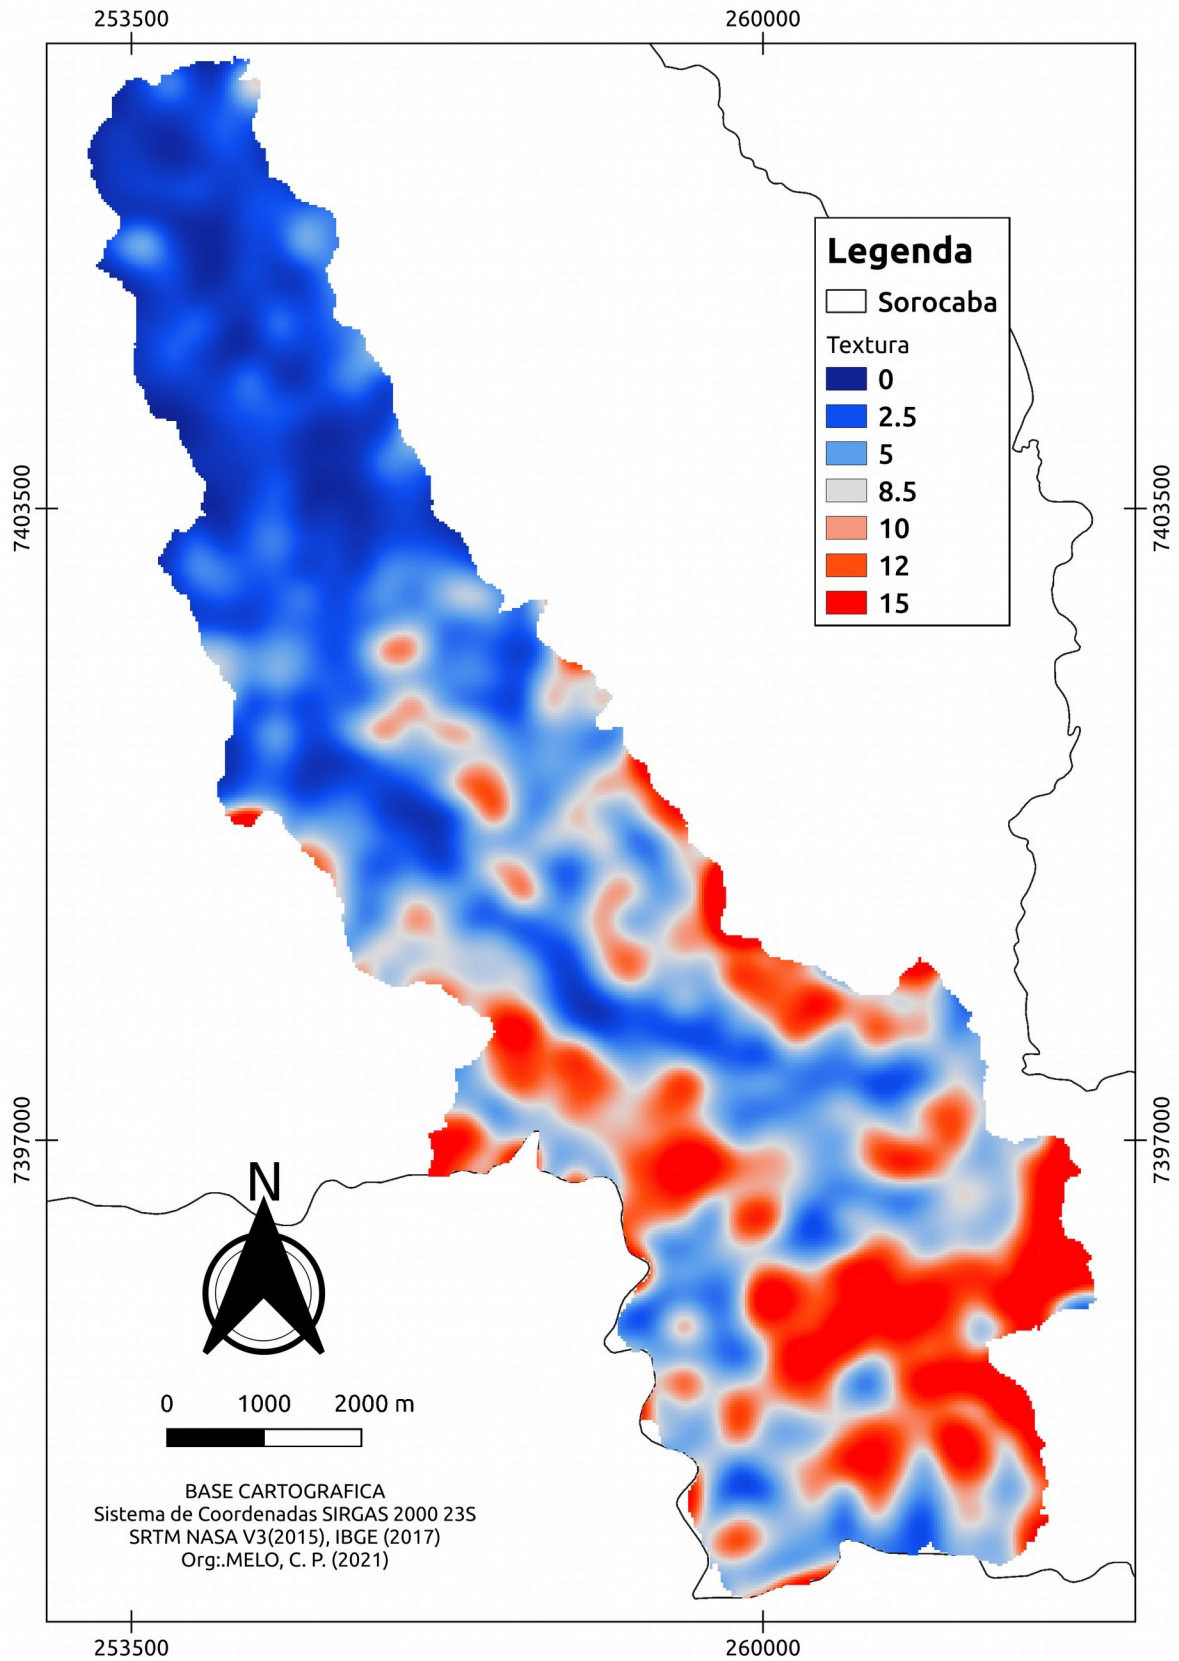 253500
260000
Legenda
Sorocaba
Textura
0
2.5
5
8.5
10
12
15
7403500
7403500
7397000
7397000
N
0 1000 2000 m
BASE CARTOGRAFICA
Sistema de Coordenadas SIRGAS 2000 23S
SRTM NASA V3(2015), IBGE (2017)
Org:.MELO, C. P. (2021)
253500
260000